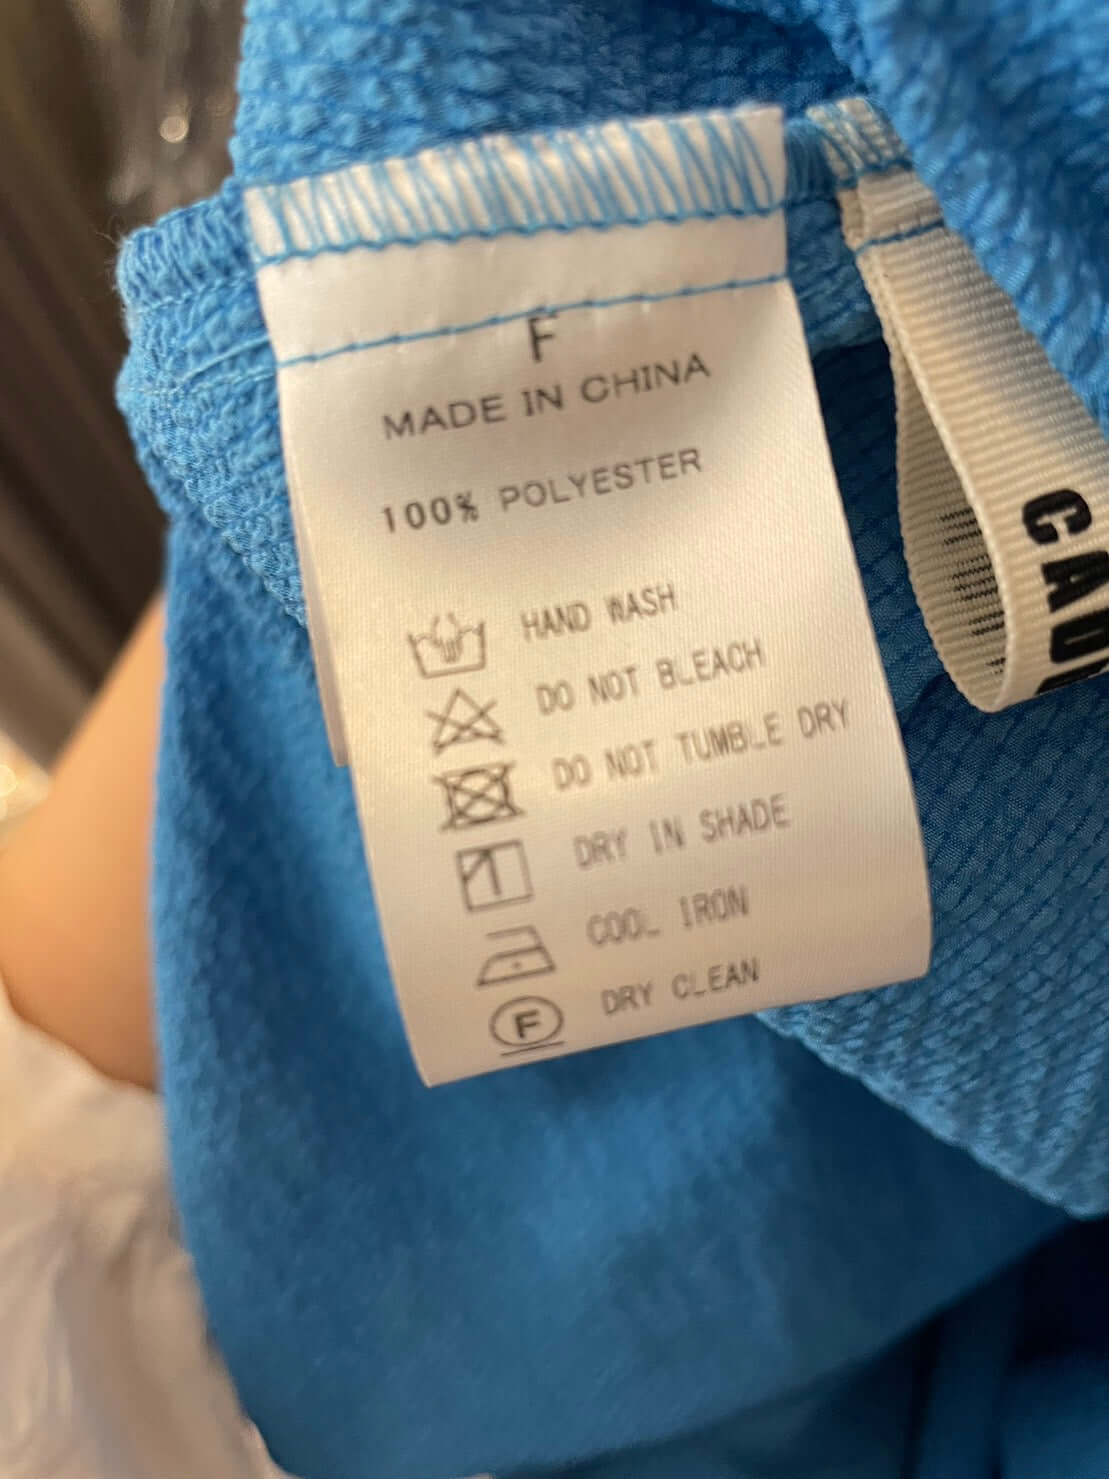 F
MADE IN CHINA
100% POLYESTER
HAND WASH
DO NOT BLEACH
DO NOT TUMBLE DRY
DRY IN SHADE
COOL IRON
F DRY CLEAN